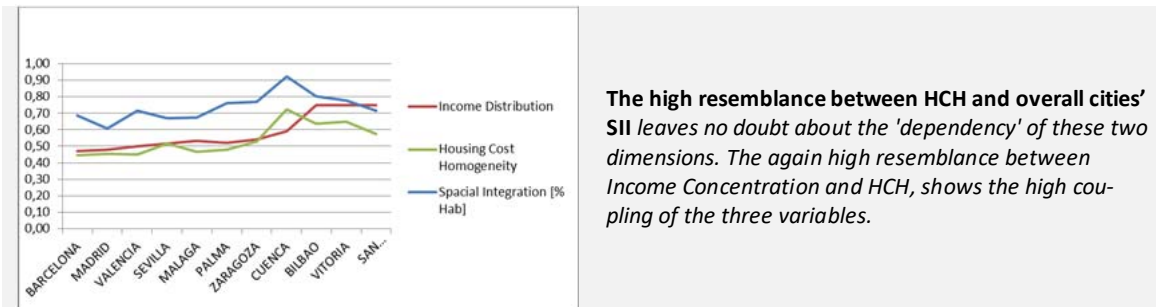 1,00
0,90
0,80
0,70
0,60
0,50
0,40
0,30
0,20
0,10
0,00
BARCELONA
MADRID
VALENCIA
SEVILLA
MALAGA
PALMA
ZARAGOZA
CUENCA
BILBAO
VITORIA
SAN...
Income Distribution
Housing Cost
Homogeneity
Spacial Integration [%
Hab]
The high resemblance between HCH and overall cities’
SII leaves no doubt about the 'dependency' of these two
dimensions. The again high resemblance between
Income Concentration and HCH, shows the high cou-
pling of the three variables.